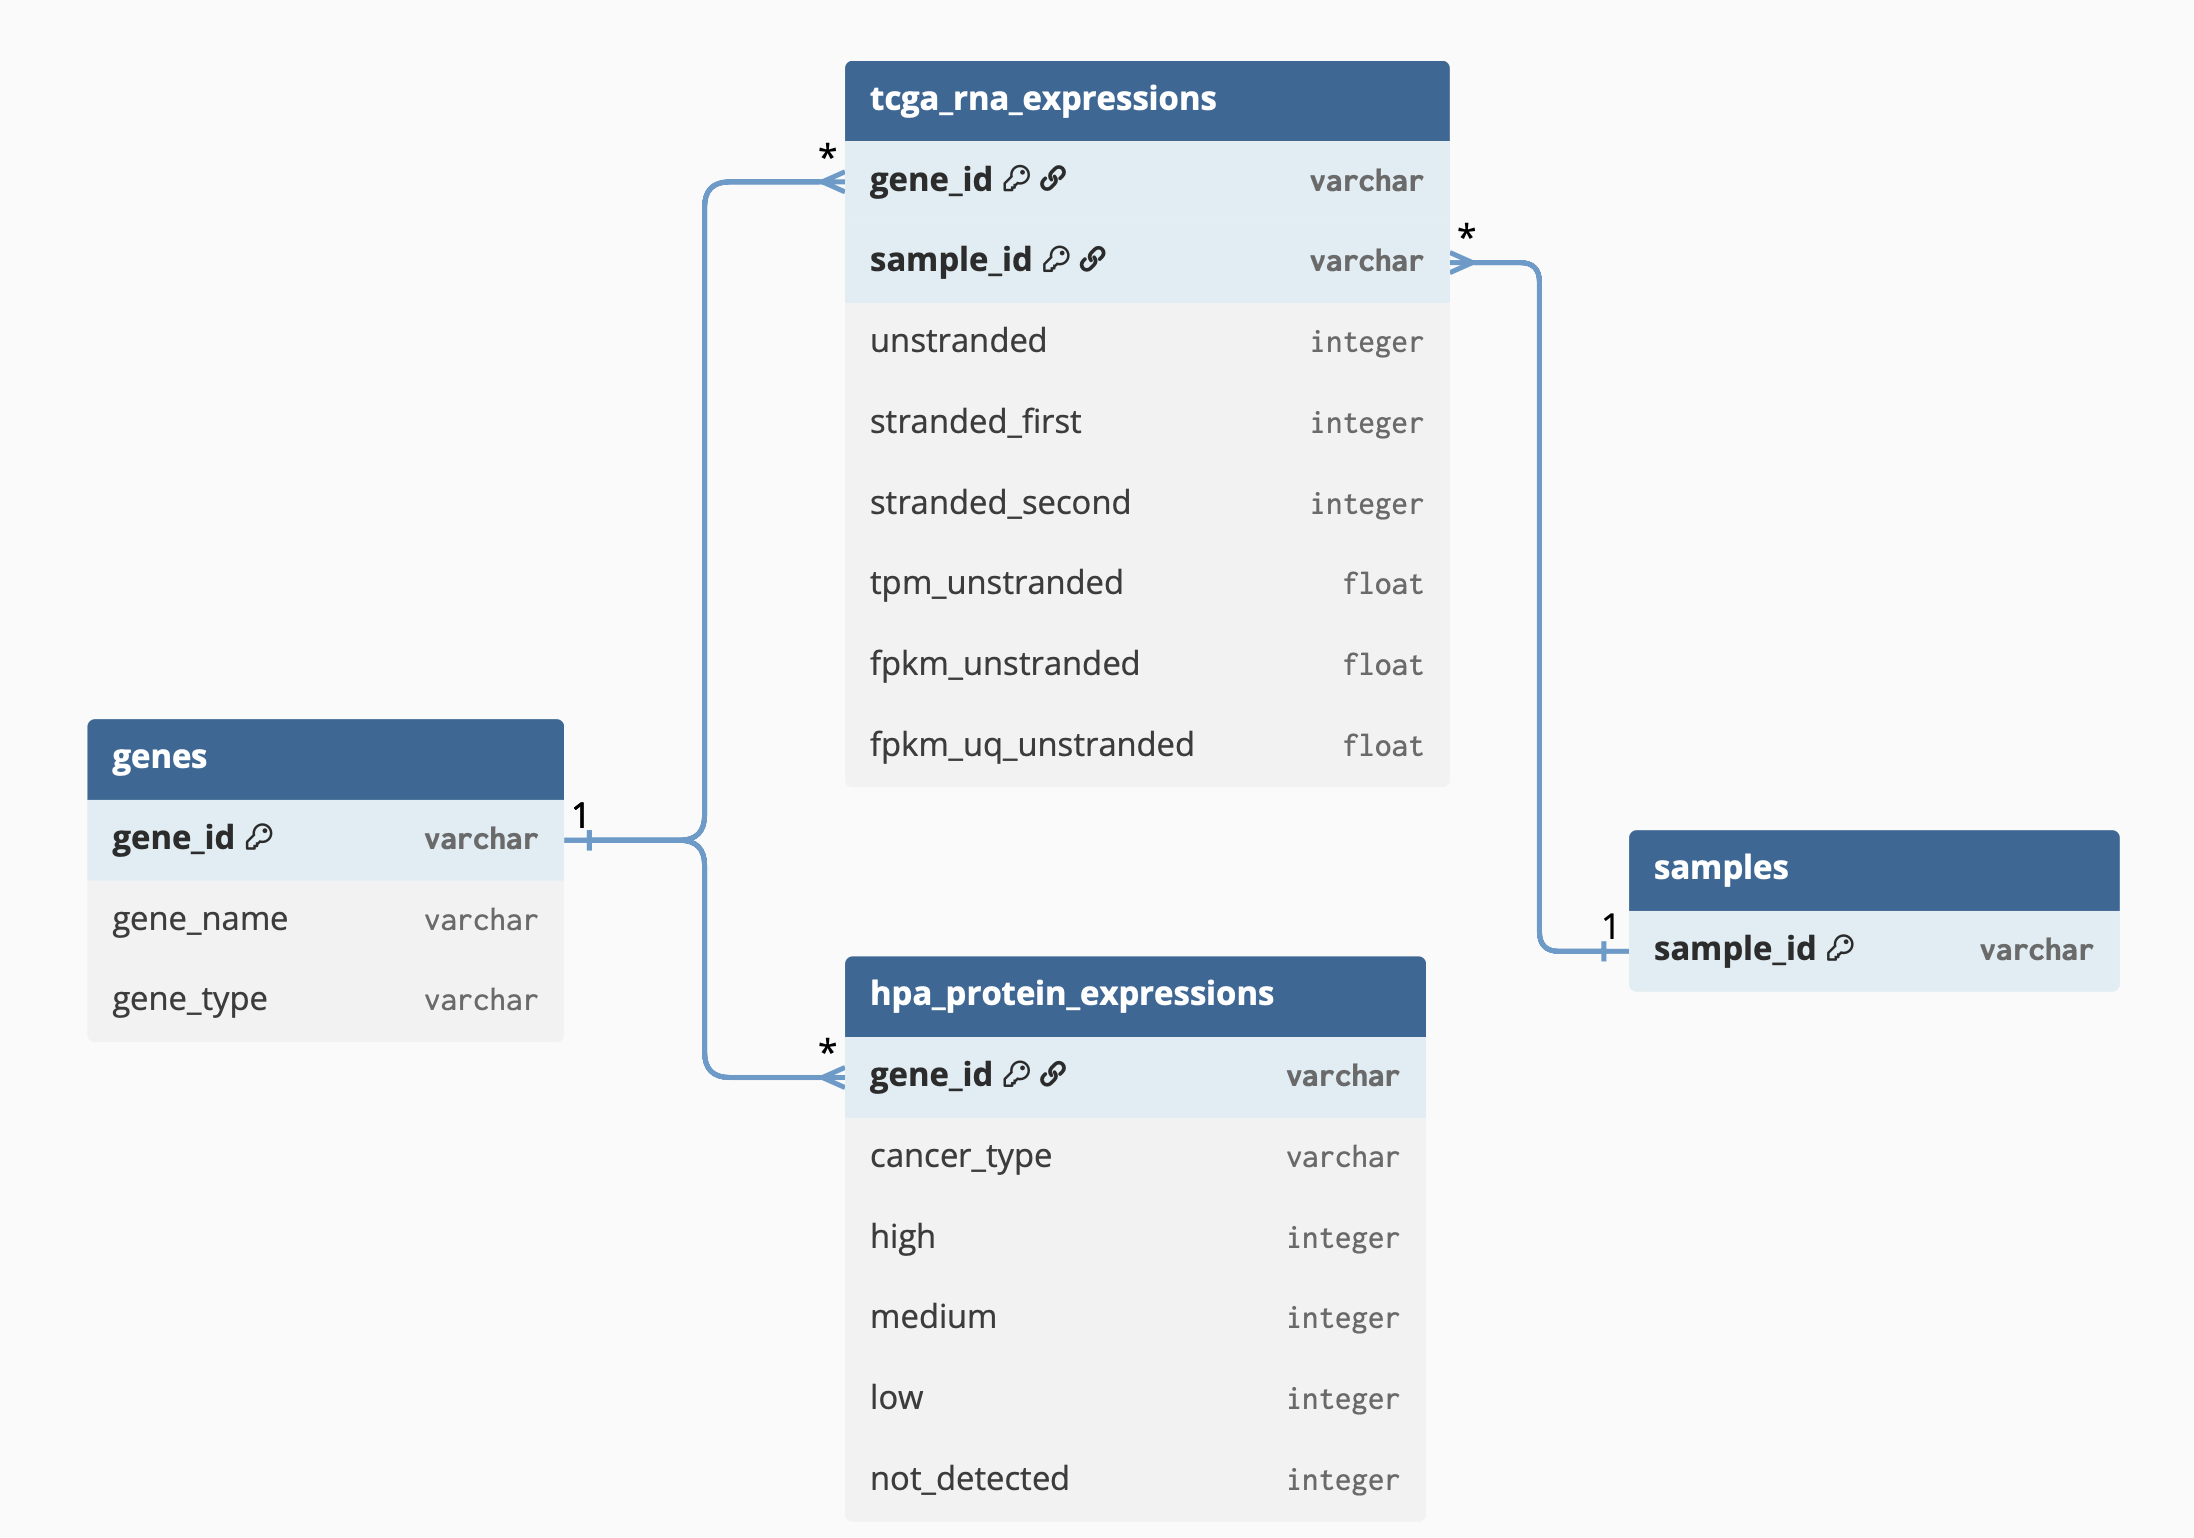 tcga_rna_expressions
*
gene_id varchar
*
sample_id varchar
unstranded integer
stranded_first integer
stranded_second integer
tpm_unstranded float
fpkm_unstranded float
fpkm_uq_unstranded float
genes
1
gene_id varchar
gene_name varchar
gene_type varchar
samples
1
sample_id varchar
hpa_protein_expressions
*
gene_id varchar
cancer_type varchar
high integer
medium integer
low integer
not_detected integer